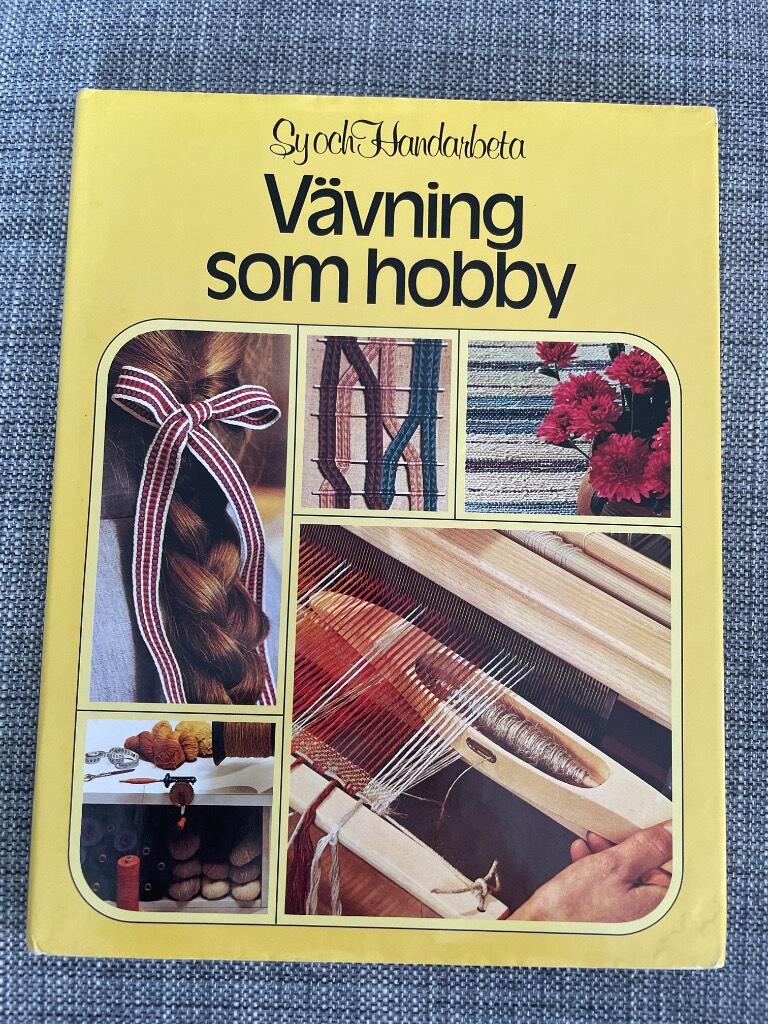 Sy och Handarbeta
Vävning
som hobby